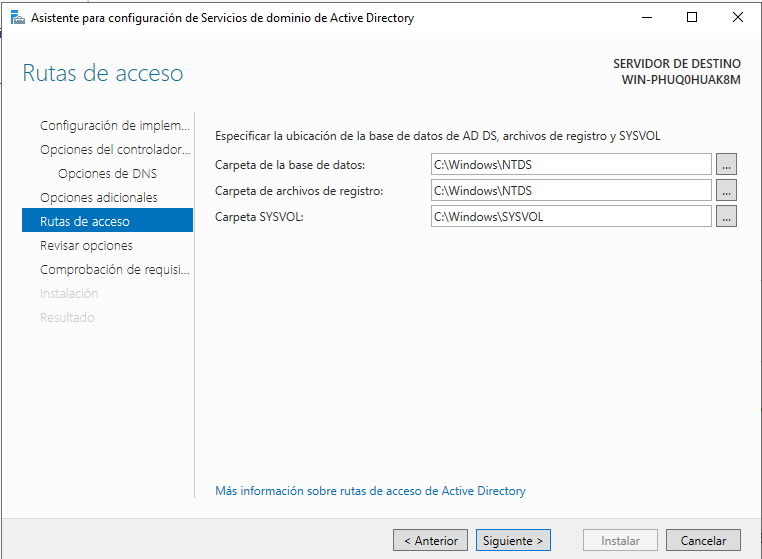 Asistente para configuración de Servicios de dominio de Active Directory
Rutas de acceso
SERVIDOR DE DESTINO
WIN-PHUQ0HUAK8M
Configuración de implem...
Opciones del controlador...
Opciones de DNS
Opciones adicionales
Rutas de acceso
Revisar opciones
Comprobación de requisi...
Instalación
Resultado
Especificar la ubicación de la base de datos de AD DS, archivos de registro y SYSVOL
Carpeta de la base de datos: C:\Windows\NTDS ...
Carpeta de archivos de registro: C:\Windows\NTDS ...
Carpeta SYSVOL: C:\Windows\SYSVOL ...
Más información sobre rutas de acceso de Active Directory
< Anterior Siguiente > Instalar Cancelar